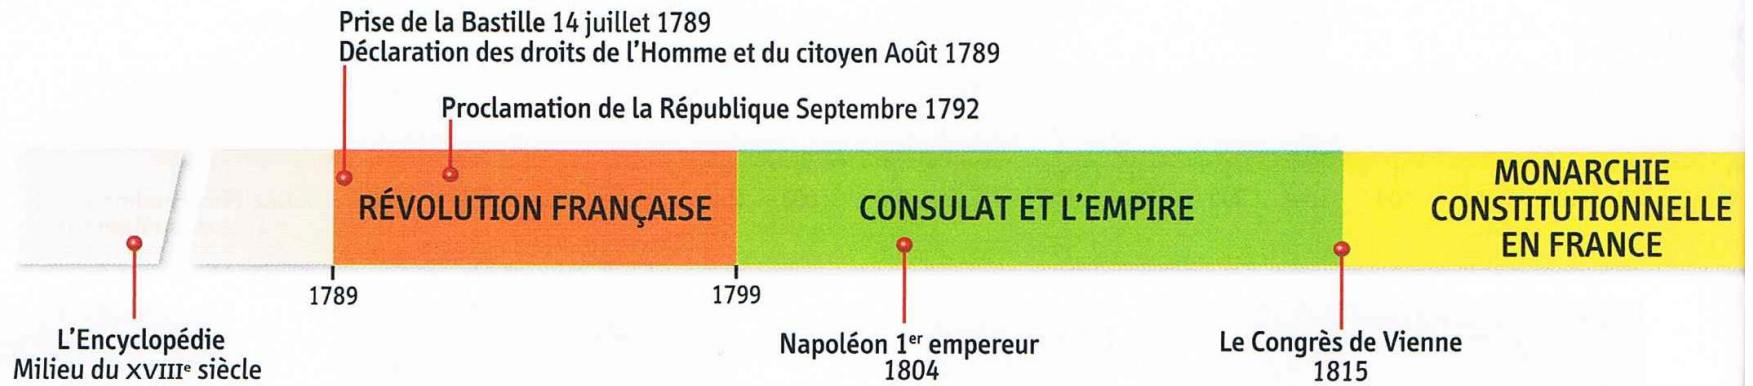 Prise de la Bastille 14 juillet 1789
Déclaration des droits de l'Homme et du citoyen Août 1789
Proclamation de la République Septembre 1792
RÉVOLUTION FRANÇAISE
CONSULAT ET L'EMPIRE
MONARCHIE
CONSTITUTIONNELLE
EN FRANCE
1789
1799
L'Encyclopédie
Milieu du XVIIIe siècle
Napoléon 1er empereur
1804
Le Congrès de Vienne
1815